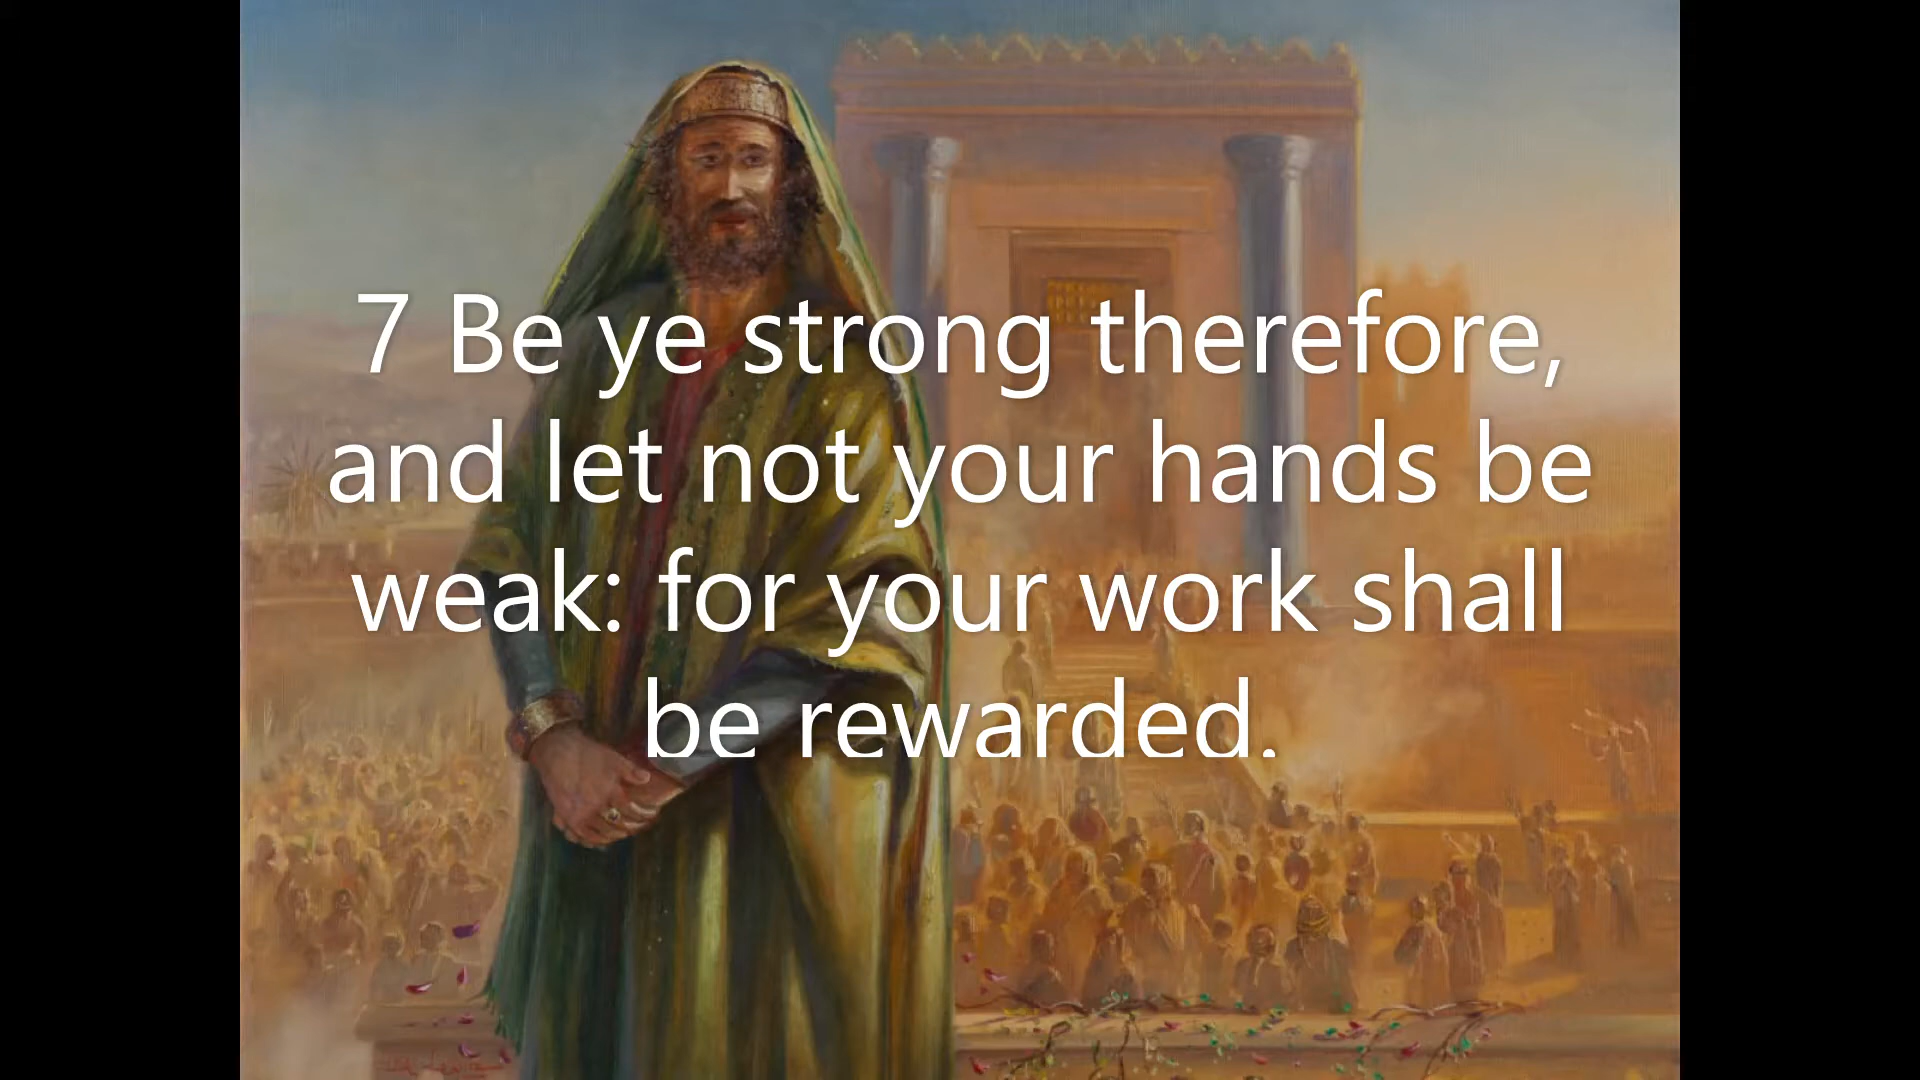 7 Be ye strong therefore,
and let not your hands be
weak: for your work shall
be rewarded.